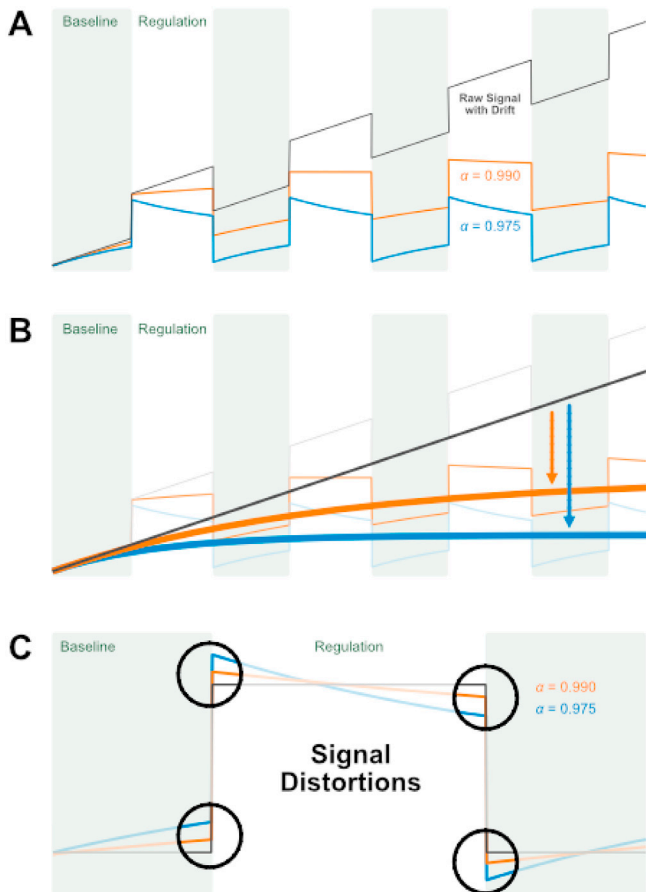 A
Baseline
Regulation
Raw Signal
with Drift
α = 0.990
α = 0.975
B
Baseline
Regulation
C
Baseline
Regulation
α = 0.990
α = 0.975
Signal
Distortions